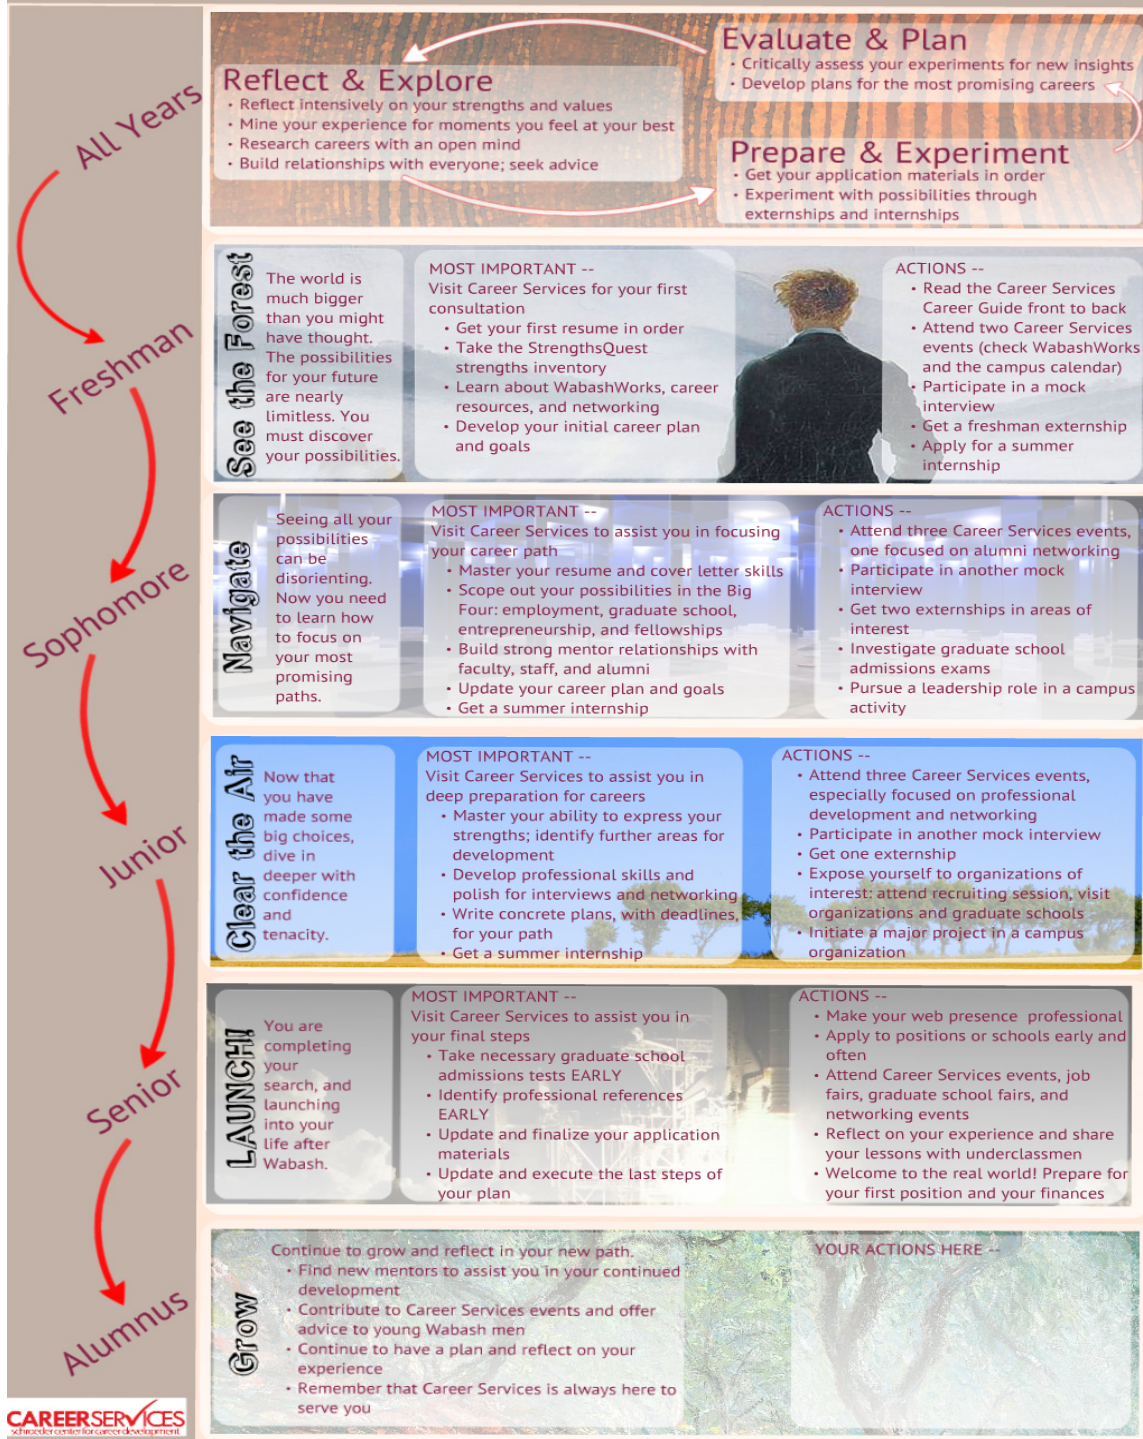 All Years
Reflect & Explore
• Reflect intensively on your strengths and values
• Mine your experience for moments you feel at your best
• Research careers with an open mind
• Build relationships with everyone; seek advice
Evaluate & Plan
• Critically assess your experiments for new insights
• Develop plans for the most promising careers
Prepare & Experiment
• Get your application materials in order
• Experiment with possibilities through
externships and internships
Freshman
See the Forest
The world is
much bigger
than you might
have thought.
The possibilities
for your future
are nearly
limitless. You
must discover
your possibilities.
MOST IMPORTANT --
Visit Career Services for your first
consultation
• Get your first resume in order
• Take the StrengthsQuest
strengths inventory
• Learn about WabashWorks, career
resources, and networking
• Develop your initial career plan
and goals
ACTIONS --
• Read the Career Services
Career Guide front to back
• Attend two Career Services
events (check WabashWorks
and the campus calendar)
• Participate in a mock
interview
• Get a freshman externship
• Apply for a summer
internship
Sophomore
Navigate
Seeing all your
possibilities
can be
disorienting.
Now you need
to learn how
to focus on
your most
promising
paths.
MOST IMPORTANT --
Visit Career Services to assist you in focusing
your career path
• Master your resume and cover letter skills
• Scope out your possibilities in the Big
Four: employment, graduate school,
entrepreneurship, and fellowships
• Build strong mentor relationships with
faculty, staff, and alumni
• Update your career plan and goals
• Get a summer internship
ACTIONS --
• Attend three Career Services events,
one focused on alumni networking
• Participate in another mock
interview
• Get two externships in areas of
interest
• Investigate graduate school
admissions exams
• Pursue a leadership role in a campus
activity
Junior
Clear the Air
Now that
you have
made some
big choices,
dive in
deeper with
confidence
and
tenacity.
MOST IMPORTANT --
Visit Career Services to assist you in
deep preparation for careers
• Master your ability to express your
strengths; identify further areas for
development
• Develop professional skills and
polish for interviews and networking
• Write concrete plans, with deadlines,
for your path
• Get a summer internship
ACTIONS --
• Attend three Career Services events,
especially focused on professional
development and networking
• Participate in another mock interview
• Get one externship
• Expose yourself to organizations of
interest: attend recruiting session, visit
organizations and graduate schools
• Initiate a major project in a campus
organization
Senior
LAUNCH!
You are
completing
your
search, and
launching
into your
life after
Wabash.
MOST IMPORTANT --
Visit Career Services to assist you in
your final steps
• Take necessary graduate school
admissions tests EARLY
• Identify professional references
EARLY
• Update and finalize your application
materials
• Update and execute the last steps of
your plan
ACTIONS --
• Make your web presence professional
• Apply to positions or schools early and
often
• Attend Career Services events, job
fairs, graduate school fairs, and
networking events
• Reflect on your experience and share
your lessons with underclassmen
• Welcome to the real world! Prepare for
your first position and your finances
Alumnus
Grow
Continue to grow and reflect in your new path.
• Find new mentors to assist you in your continued
development
• Contribute to Career Services events and offer
advice to young Wabash men
• Continue to have a plan and reflect on your
experience
• Remember that Career Services is always here to
serve you
YOUR ACTIONS HERE --
CAREERSERVICES
schroeder center for career development